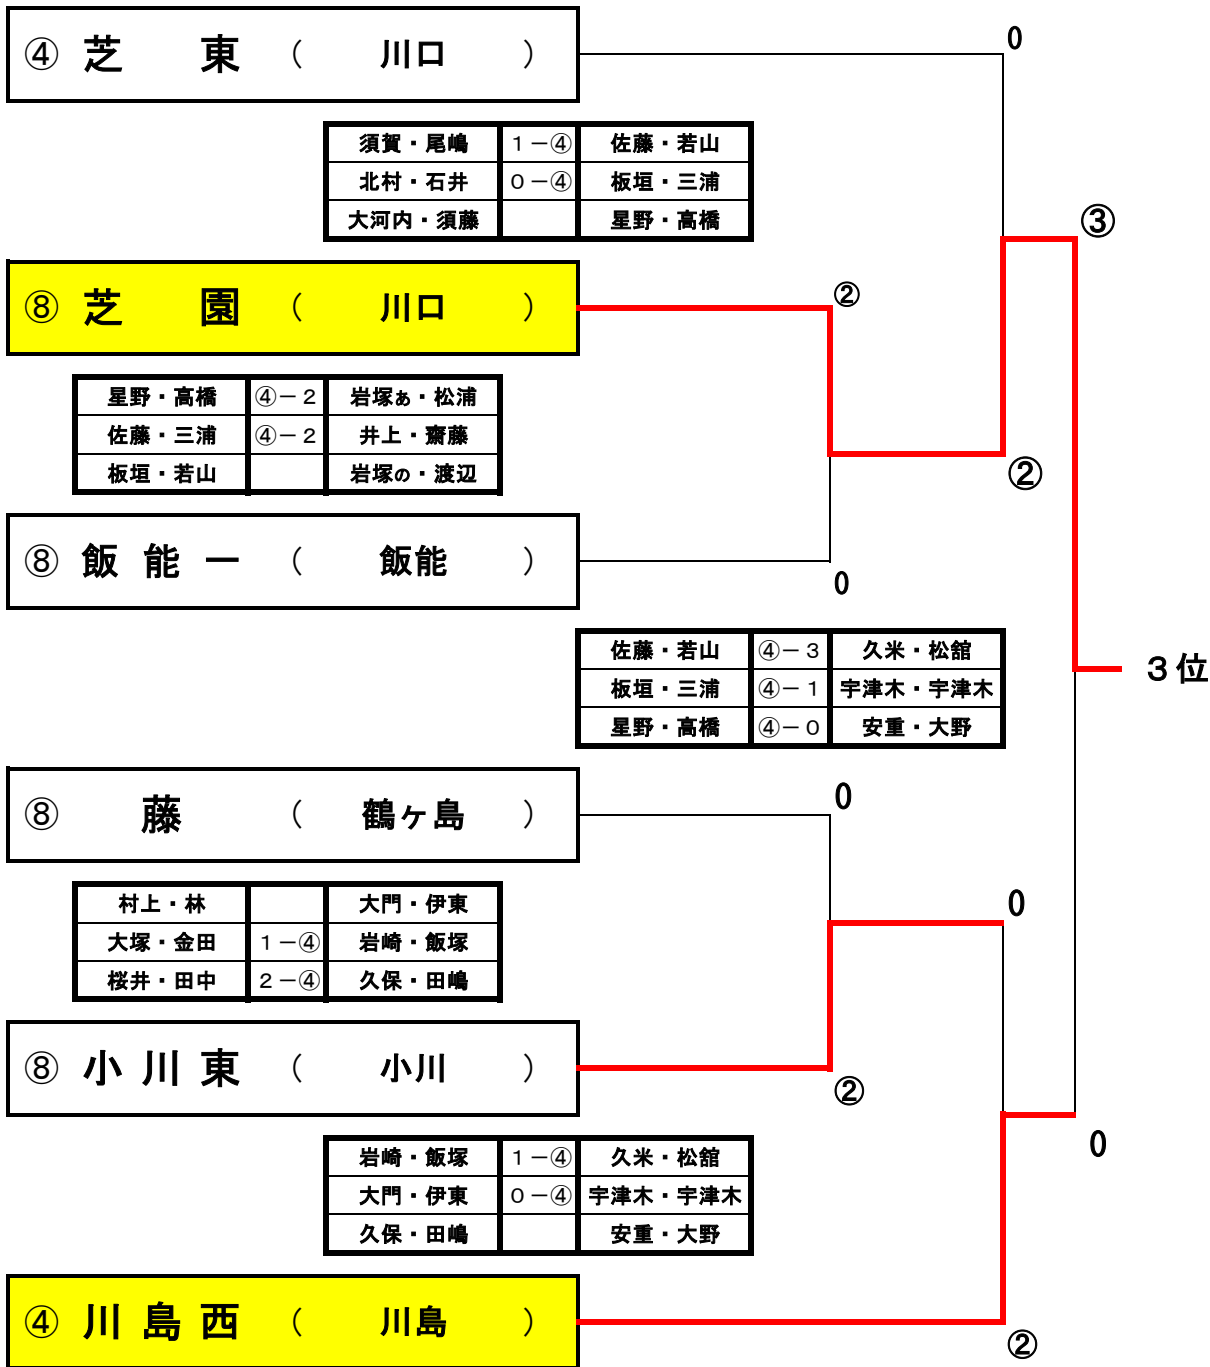 ④ 芝 東 （ 川口 ）
0
須賀・尾嶋 1－④ 佐藤・若山
北村・石井 0－④ 板垣・三浦
大河内・須藤 星野・高橋
③
⑧ 芝 園 （ 川口 ）
②
星野・高橋 ④－2 岩塚ぁ・松浦
佐藤・三浦 ④－2 井上・齋藤
板垣・若山 岩塚の・渡辺
②
⑧ 飯 能 一 （ 飯能 ）
0
佐藤・若山 ④－3 久米・松舘
板垣・三浦 ④－1 宇津木・宇津木
星野・高橋 ④－0 安重・大野
3位
⑧ 藤 （ 鶴ヶ島 ）
0
村上・林 大門・伊東
大塚・金田 1－④ 岩崎・飯塚
桜井・田中 2－④ 久保・田嶋
0
⑧ 小 川 東 （ 小川 ）
②
0
岩崎・飯塚 1－④ 久米・松舘
大門・伊東 0－④ 宇津木・宇津木
久保・田嶋 安重・大野
④ 川 島 西 （ 川島 ）
②